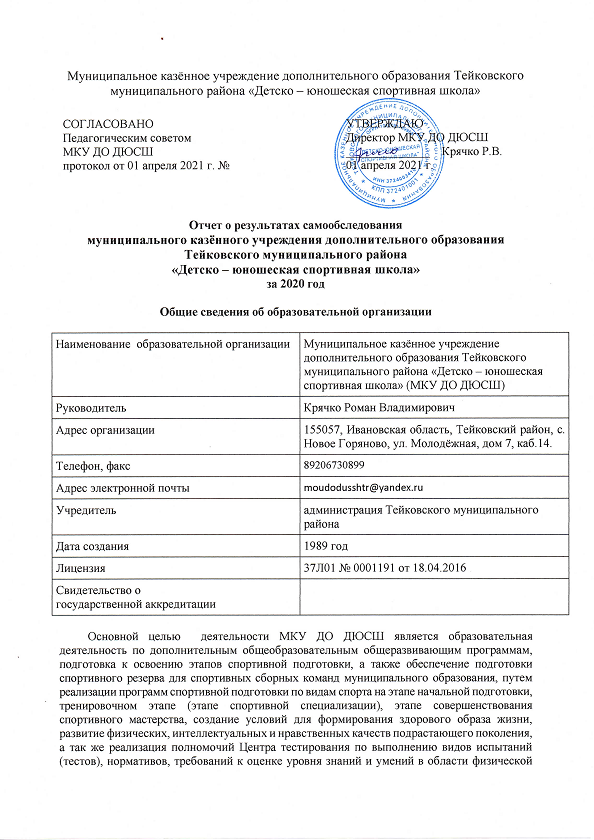 Муниципальное казённое учреждение дополнительного образования Тейковского
муниципального района «Детско – юношеская спортивная школа»
СОГЛАСОВАНО
Педагогическим советом
МКУ ДО ДЮСШ
протокол от 01 апреля 2021 г. №
УТВЕРЖДАЮ
Директор МКУ ДО ДЮСШ
Крячко Р.В.
01 апреля 2021 г.
Отчет о результатах самообследования
муниципального казённого учреждения дополнительного образования
Тейковского муниципального района
«Детско – юношеская спортивная школа»
за 2020 год
Общие сведения об образовательной организации
Наименование образовательной организации
Муниципальное казённое учреждение
дополнительного образования Тейковского
муниципального района «Детско – юношеская
спортивная школа» (МКУ ДО ДЮСШ)
Руководитель
Крячко Роман Владимирович
Адрес организации
155057, Ивановская область, Тейковский район, с.
Новое Горяново, ул. Молодёжная, дом 7, каб.14.
Телефон, факс
89206730899
Адрес электронной почты
moudodusshtr@yandex.ru
Учредитель
администрация Тейковского муниципального
района
Дата создания
1989 год
Лицензия
37Л01 № 0001191 от 18.04.2016
Свидетельство о
государственной аккредитации
Основной целью деятельности МКУ ДО ДЮСШ является образовательная
деятельность по дополнительным общеобразовательным общеразвивающим программам,
подготовка к освоению этапов спортивной подготовки, а также обеспечение подготовки
спортивного резерва для спортивных сборных команд муниципального образования, путем
реализации программ спортивной подготовки по видам спорта на этапе начальной подготовки,
тренировочном этапе (этапе спортивной специализации), этапе совершенствования
спортивного мастерства, создание условий для формирования здорового образа жизни,
развитие физических, интеллектуальных и нравственных качеств подрастающего поколения,
а так же реализация полномочий Центра тестирования по выполнению видов испытаний
(тестов), нормативов, требований к оценке уровня знаний и умений в области физической